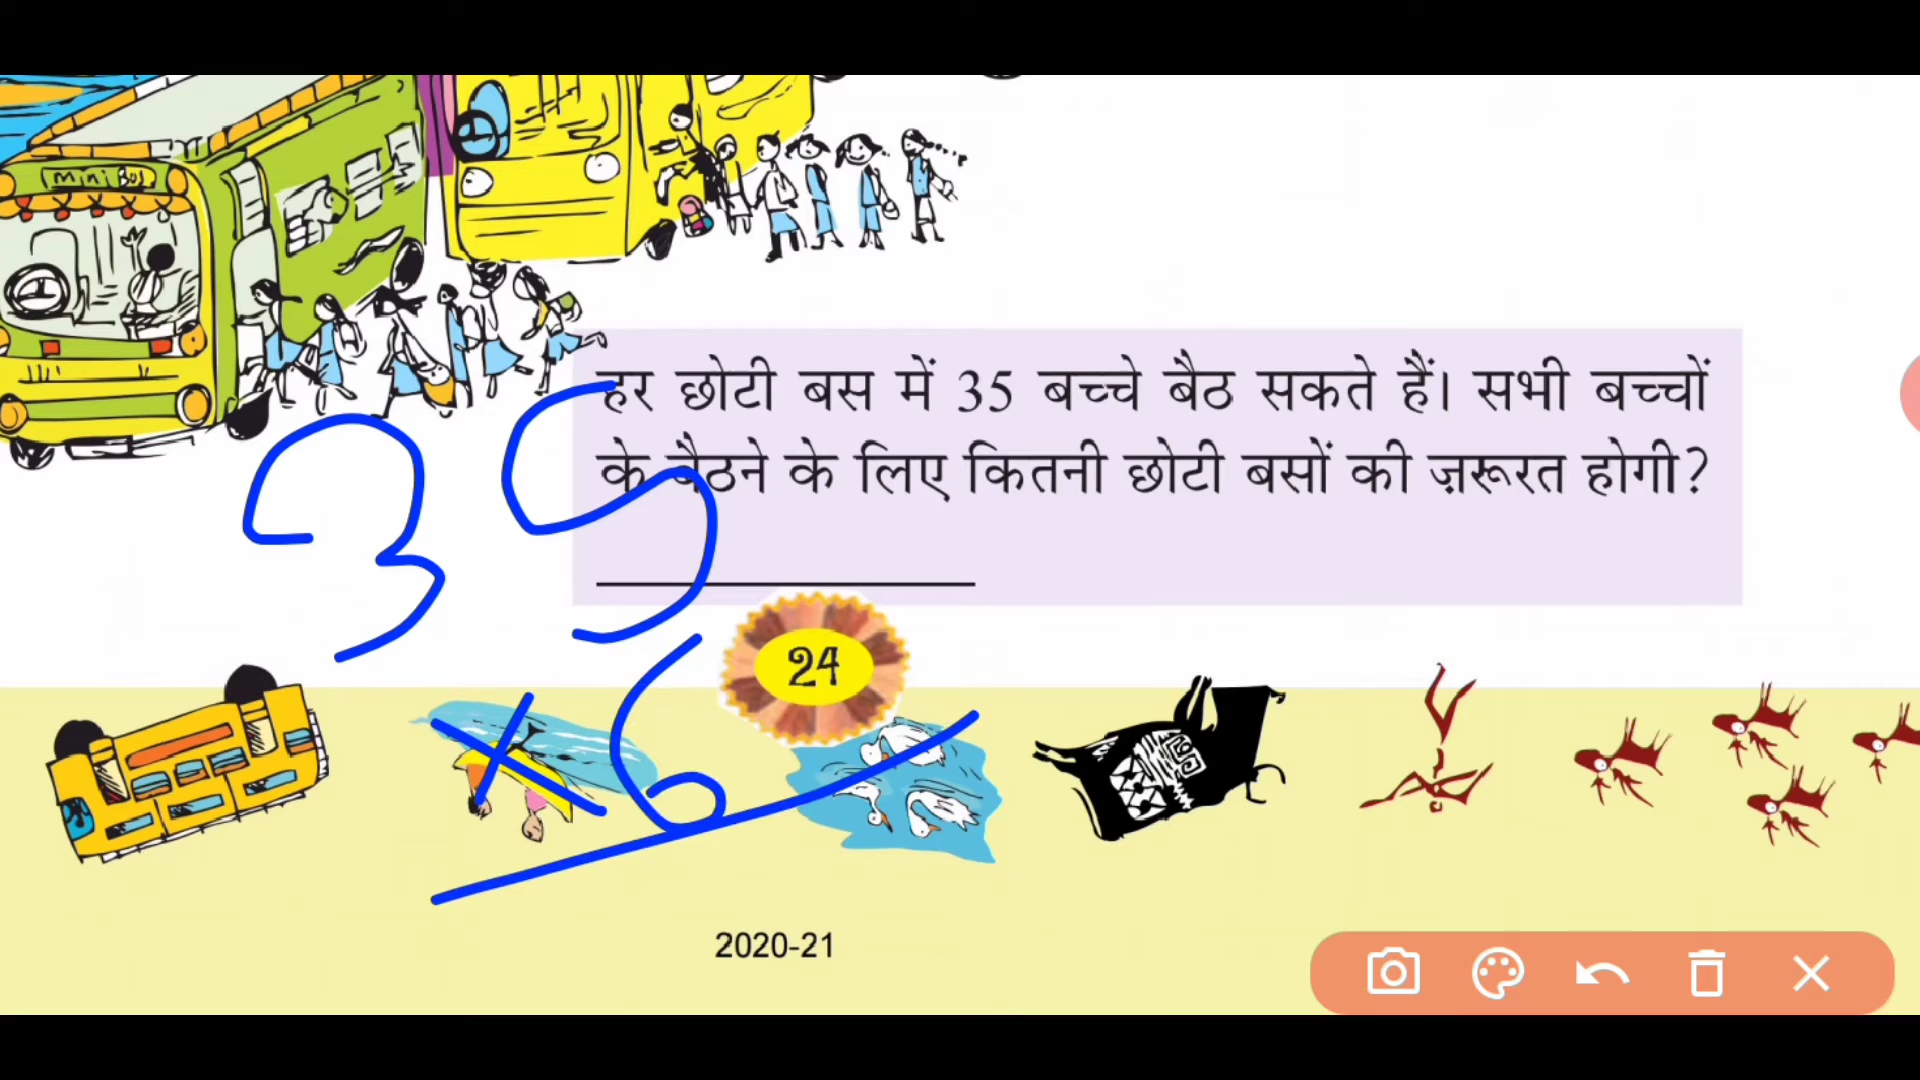 mini Bus
हर छोटी बस में 35 बच्चे बैठ सकते हैं। सभी बच्चों
के बैठने के लिए कितनी छोटी बसों की ज़रूरत होगी?
35
×6
24
2020-21